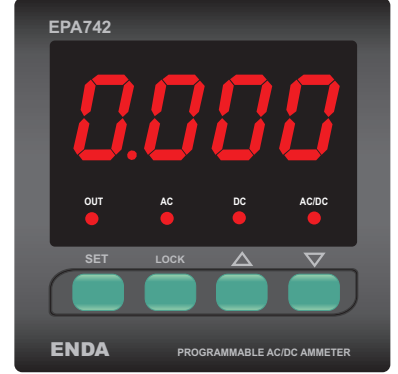 EPA742
0.000
OUT AC DC AC/DC
SET LOCK △ ▽
ENDA PROGRAMMABLE AC/DC AMMETER